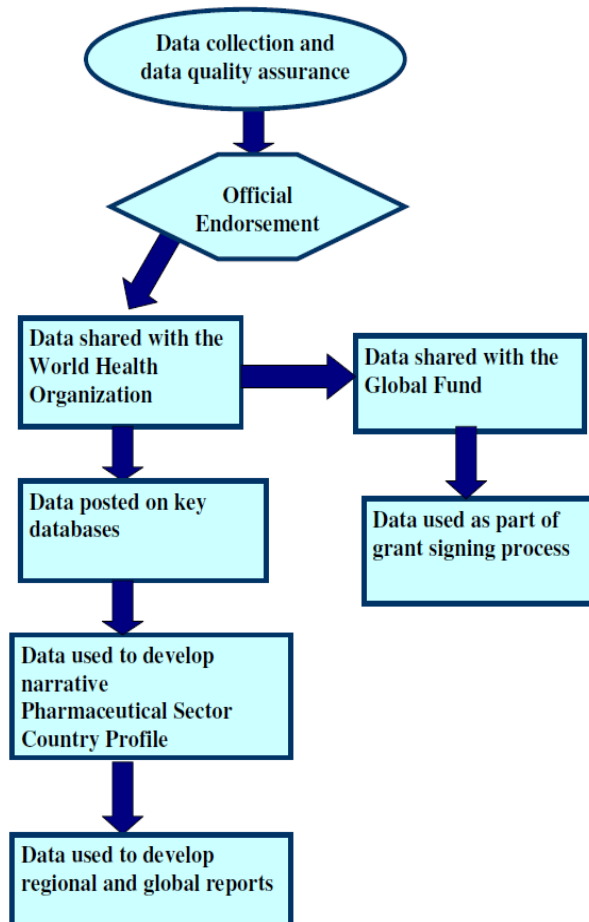 Data collection and
data quality assurance
Official
Endorsement
Data shared with the
World Health
Organization
Data shared with the
Global Fund
Data posted on key
databases
Data used as part of
grant signing process
Data used to develop
narrative
Pharmaceutical Sector
Country Profile
Data used to develop
regional and global reports